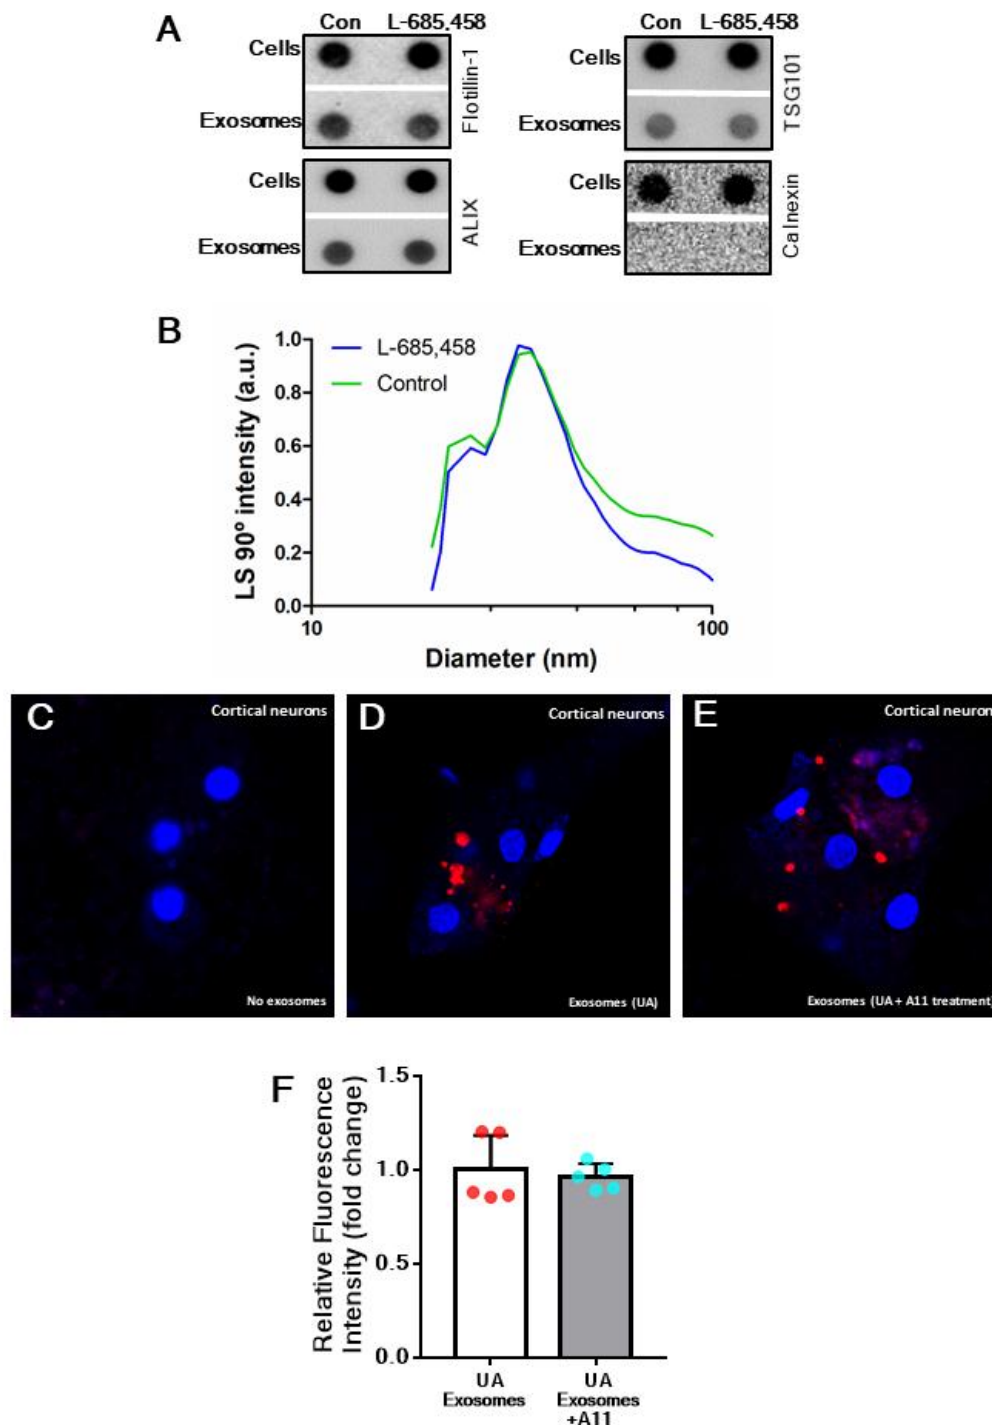 A
Con L-685,458
Cells
Exosomes
Flotillin-1
Cells
Exosomes
ALIX
Con L-685,458
Cells
Exosomes
TSG101
Cells
Exosomes
Calnexin
B
LS 90º intensity (a.u.)
1.0
0.8
0.6
0.4
0.2
0.0
L-685,458
Control
10
100
Diameter (nm)
C
Cortical neurons
No exosomes
D
Cortical neurons
Exosomes (UA)
E
Cortical neuron
Exosomes (UA + A11 treatment)
F
Relative Fluorescence
Intensity (fold change)
1.5
1.0
0.5
0.0
UA
Exosomes
UA
Exosomes
+A11